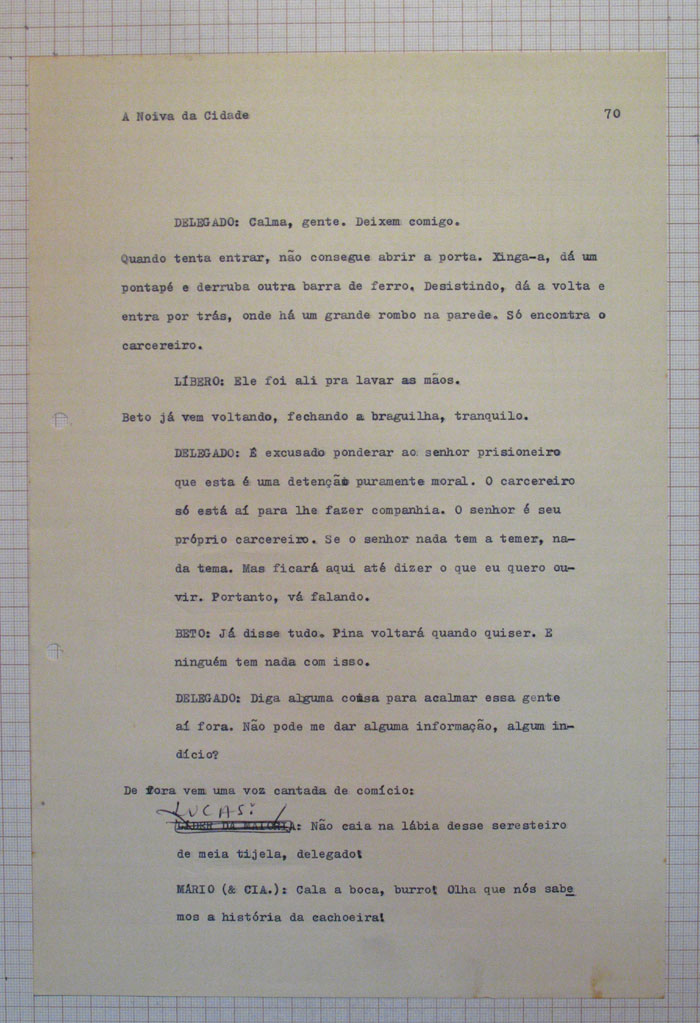 A Noiva da Cidade 70
DELEGADO: Calma, gente. Deixem comigo.
Quando tenta entrar, não consegue abrir a porta. Xinga-a, dá um
pontapé e derruba outra barra de ferro. Desistindo, dá a volta e
entra por trás, onde há um grande rombo na parede. Só encontra o
carcereiro.
LÍBERO: Ele foi ali pra lavar as mãos.
Beto já vem voltando, fechando a braguilha, tranquilo.
DELEGADO: É excusado ponderar ao senhor prisioneiro
que esta é uma detenção puramente moral. O carcereiro
só está aí para lhe fazer companhia. O senhor é seu
próprio carcereiro. Se o senhor nada tem a temer, na-
da tema. Mas ficará aqui até dizer o que eu quero ou-
vir. Portanto, vá falando.
BETO: Já disse tudo. Pina voltará quando quiser. E
ninguém tem nada com isso.
DELEGADO: Diga alguma coisa para acalmar essa gente
aí fora. Não pode me dar alguma informação, algum in-
dício?
De fora vem uma voz cantada de comício:
LUCAS:
LÍDER DA MAIORIA: Não caia na lábia desse seresteiro
de meia tijela, delegado!
MÁRIO (& CIA.): Cala a boca, burro! Olha que nós sabe
mos a história da cachoeira!